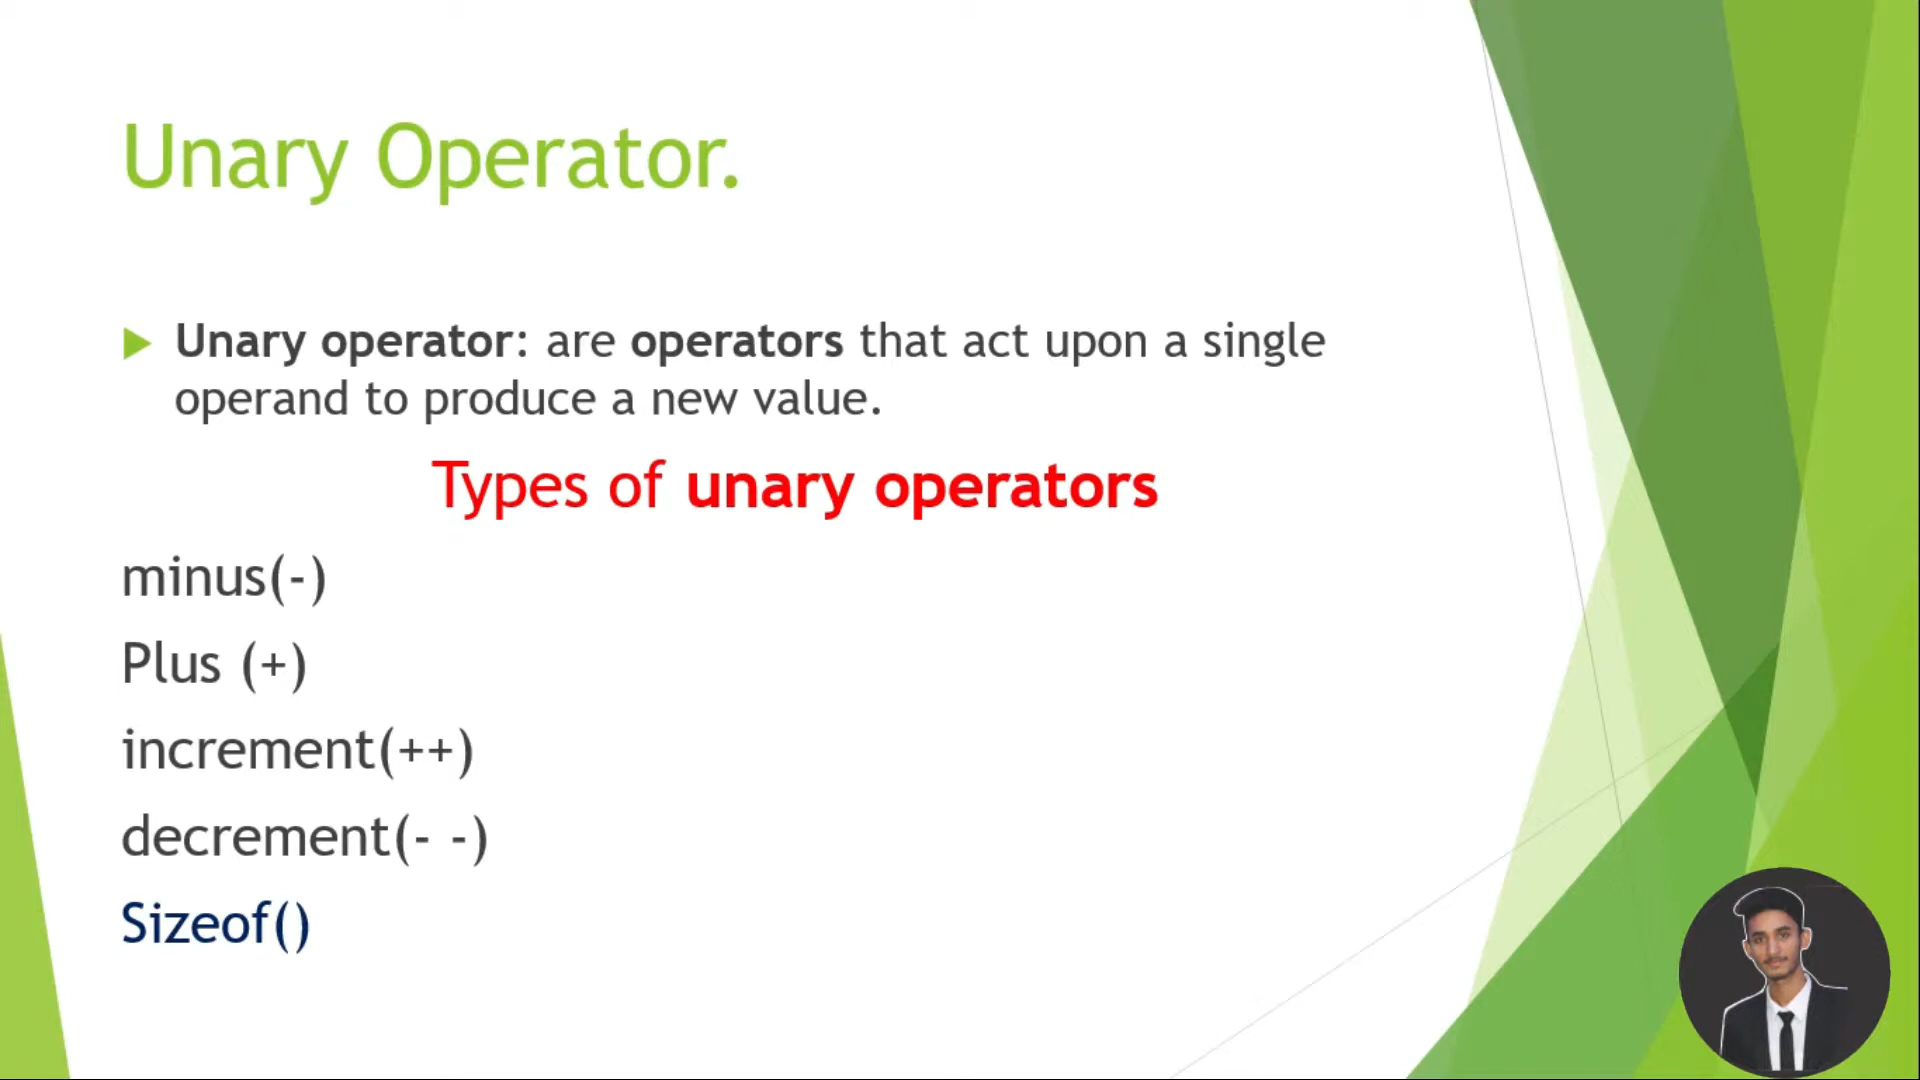 Unary Operator.
Unary operator: are operators that act upon a single
operand to produce a new value.
Types of unary operators
minus(-)
Plus (+)
increment(++)
decrement(- -)
Sizeof()